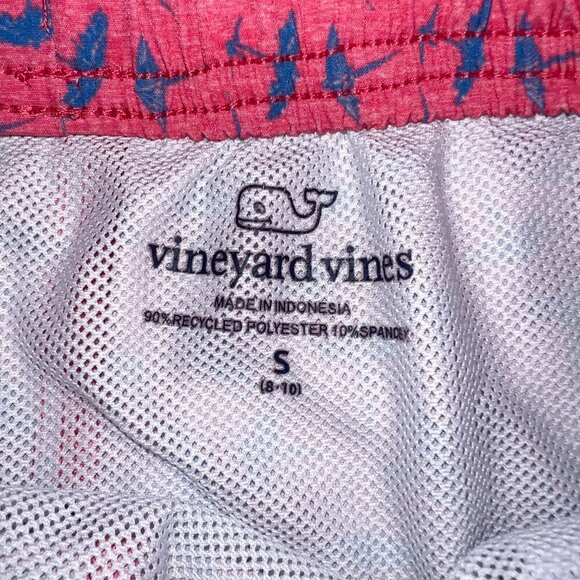 vineyard vines
MADE IN INDONESIA
90%RECYCLED POLYESTER 10%SPANDEX
S
(8-10)